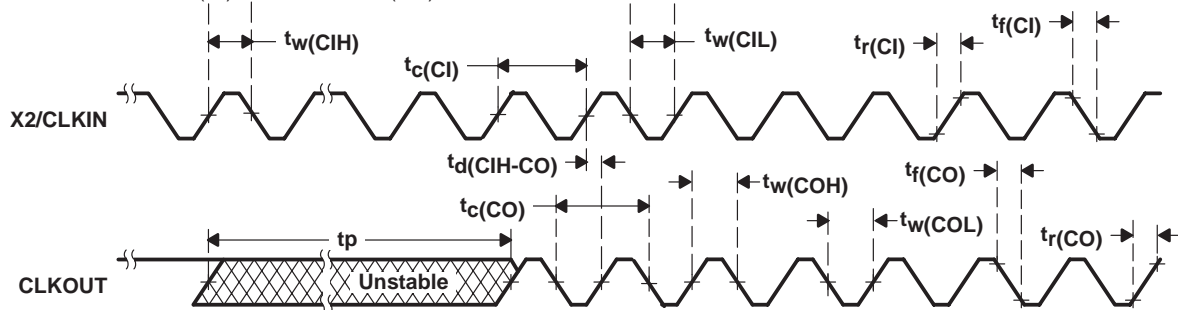 tw(CIH)
tw(CIL)
tr(CI)
tf(CI)
tc(CI)
X2/CLKIN
td(CIH-CO)
tw(COH)
tf(CO)
tc(CO)
tw(COL)
tr(CO)
tp
CLKOUT
Unstable